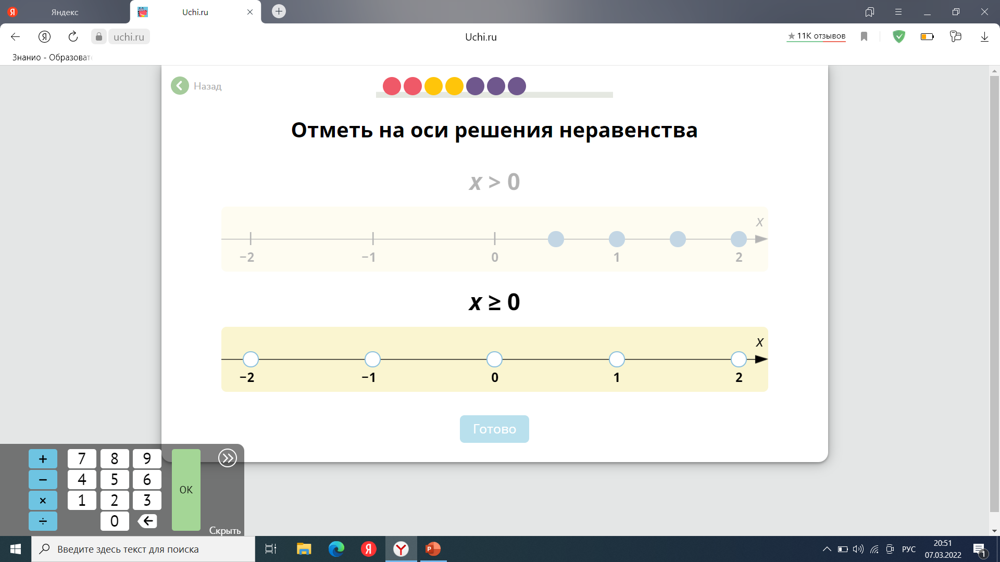 Яндекс
Uchi.ru
uchi.ru
Uchi.ru
11K отзывов
Знанио - Образоват
Назад
Отметь на оси решения неравенства
x > 0
x
−2 −1 0 1 2
x ≥ 0
x
−2 −1 0 1 2
Готово
+ 7 8 9
− 4 5 6
× 1 2 3
÷ 0
OK
Скрыть
Введите здесь текст для поиска
РУС
20:51
07.03.2022
1